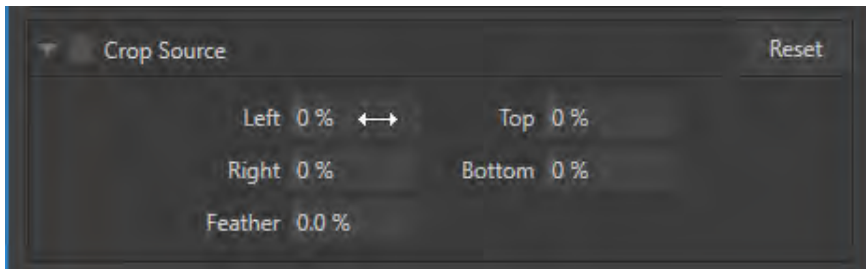 Crop Source Reset
Left 0 % Top 0 %
Right 0 % Bottom 0 %
Feather 0.0 %